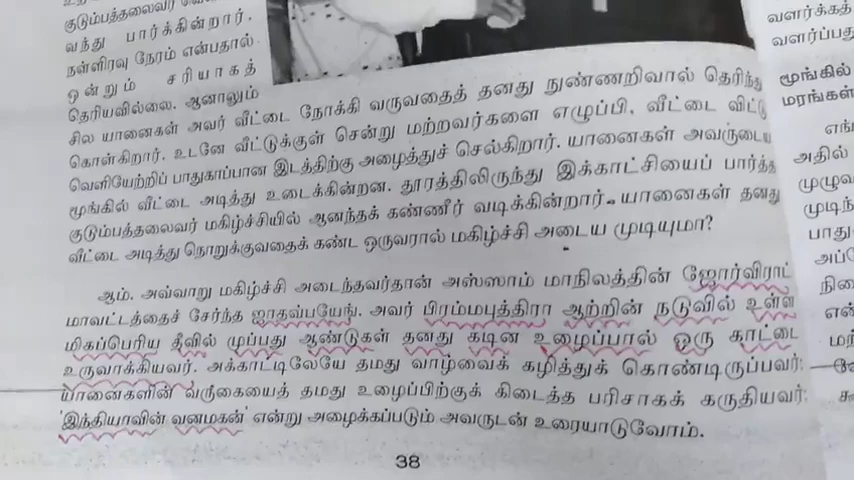 குடும்பத்தலைவர்
வந்து பார்க்கின்றார்.
நள்ளிரவு நேரம் என்பதால்
ஒன்றும் சரியாகத்
தெரியவில்லை. ஆனாலும்
சில யானைகள் அவர் வீட்டை நோக்கி வருவதைத் தனது நுண்ணறிவால் தெரிந்து
கொள்கிறார். உடனே வீட்டுக்குள் சென்று மற்றவர்களை எழுப்பி, வீட்டை விட்டு
வெளியேற்றிப் பாதுகாப்பான இடத்திற்கு அழைத்துச் செல்கிறார். யானைகள் அவருடைய
மூங்கில் வீட்டை அடித்து உடைக்கின்றன. தூரத்திலிருந்து இக்காட்சியைப் பார்த்த
குடும்பத்தலைவர் மகிழ்ச்சியில் ஆனந்தக் கண்ணீர் வடிக்கின்றார். யானைகள் தனது
வீட்டை அடித்து நொறுக்குவதைக் கண்ட ஒருவரால் மகிழ்ச்சி அடைய முடியுமா?
ஆம். அவ்வாறு மகிழ்ச்சி அடைந்தவர்தான் அஸ்ஸாம் மாநிலத்தின் ஜோர்விராட்
மாவட்டத்தைச் சேர்ந்த ஜாதவ்பயேங். அவர் பிரம்மபுத்திரா ஆற்றின் நடுவில் உள்ள
மிகப்பெரிய தீவில் முப்பது ஆண்டுகள் தனது கடின உழைப்பால் ஒரு காட்டை
உருவாக்கியவர். அக்காட்டிலேயே தமது வாழ்வைக் கழித்துக் கொண்டிருப்பவர்;
யானைகளின் வருகையைத் தமது உழைப்பிற்குக் கிடைத்த பரிசாகக் கருதியவர்;
'இந்தியாவின் வனமகன்' என்று அழைக்கப்படும் அவருடன் உரையாடுவோம்.
38
வளர்க்கத்
வளர்ப்பத
மூங்கில்
மரங்கள்
எங்
அதில்
முழுவ
முடிந்
பாது
அப்
நிை
என்
மற்